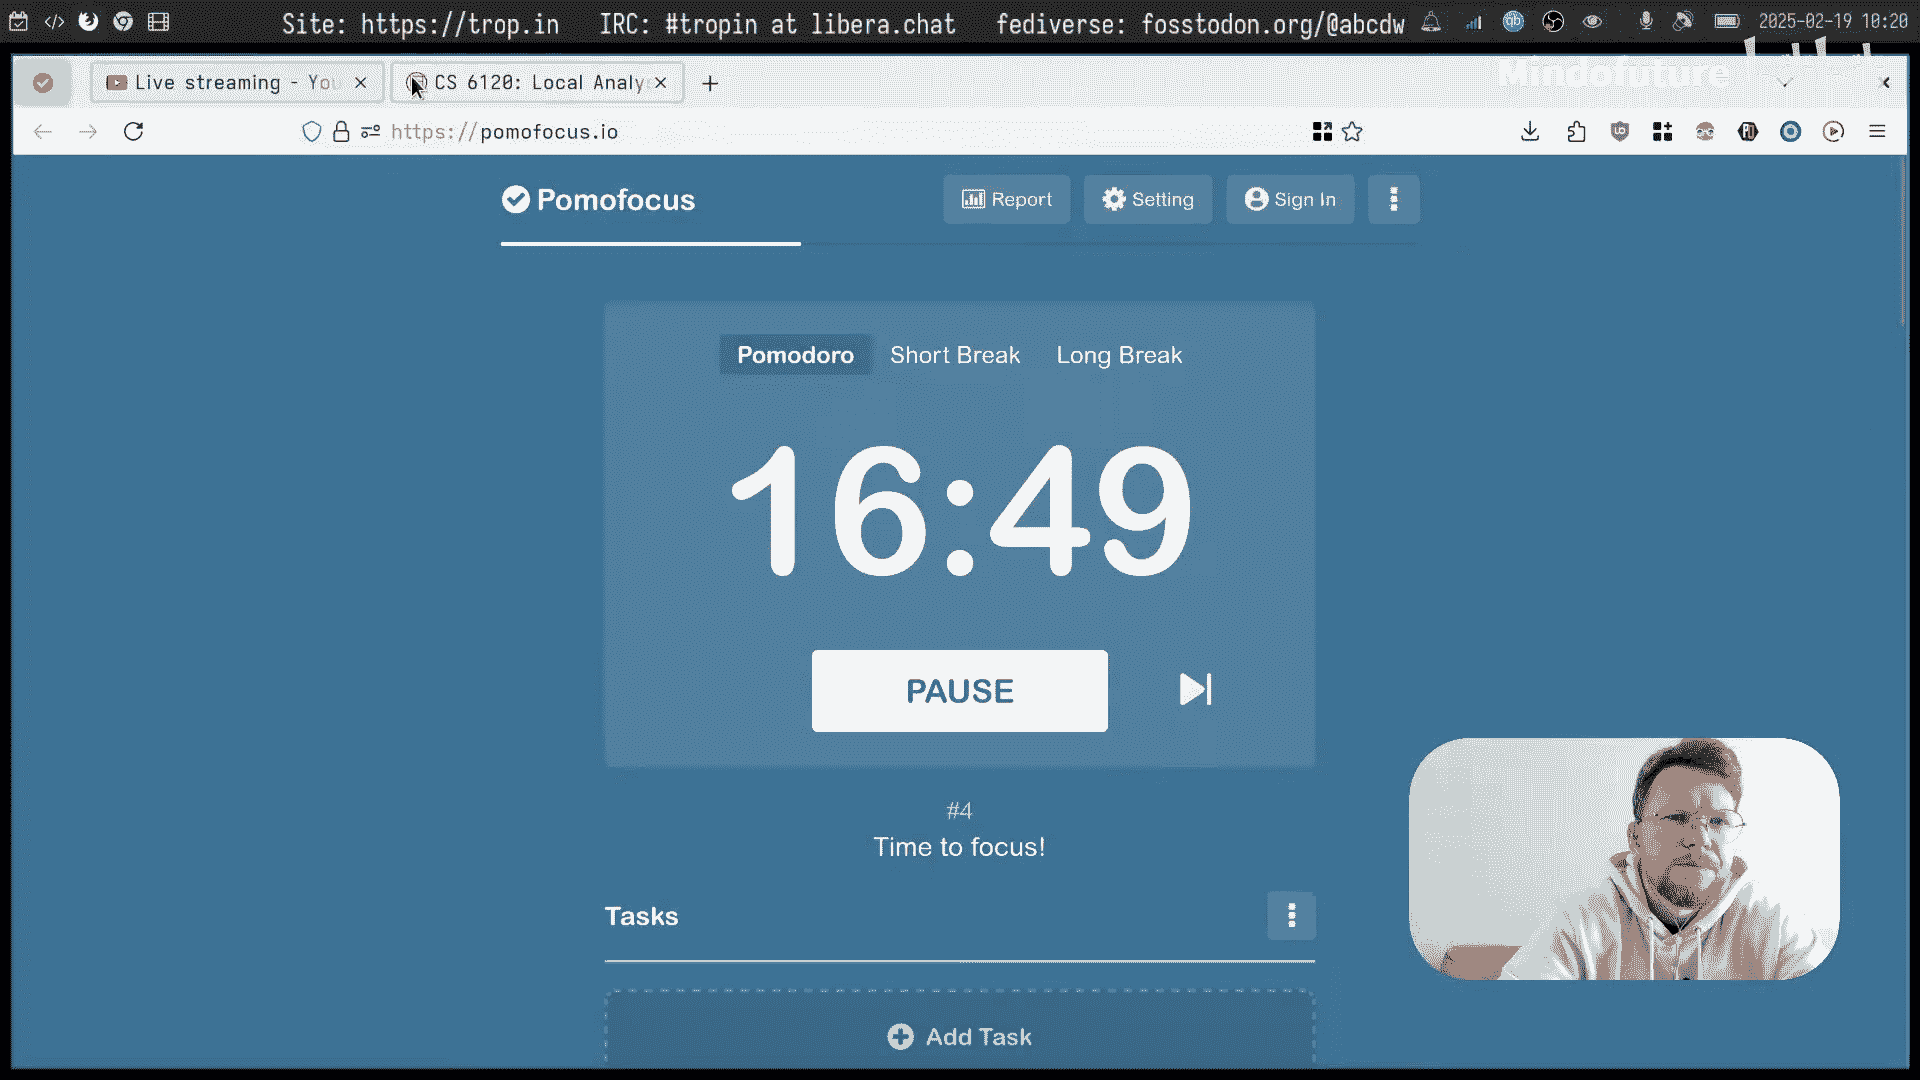 Site: https://trop.in IRC: #tropin at libera.chat fediverse: fosstodon.org/@abcdw 2025-02-19 10:20
Mindofuture
Live streaming - You
CS 6120: Local Analy
https://pomofocus.io
Pomofocus
Report
Setting
Sign In
Pomodoro
Short Break
Long Break
16:49
PAUSE
#4
Time to focus!
Tasks
Add Task